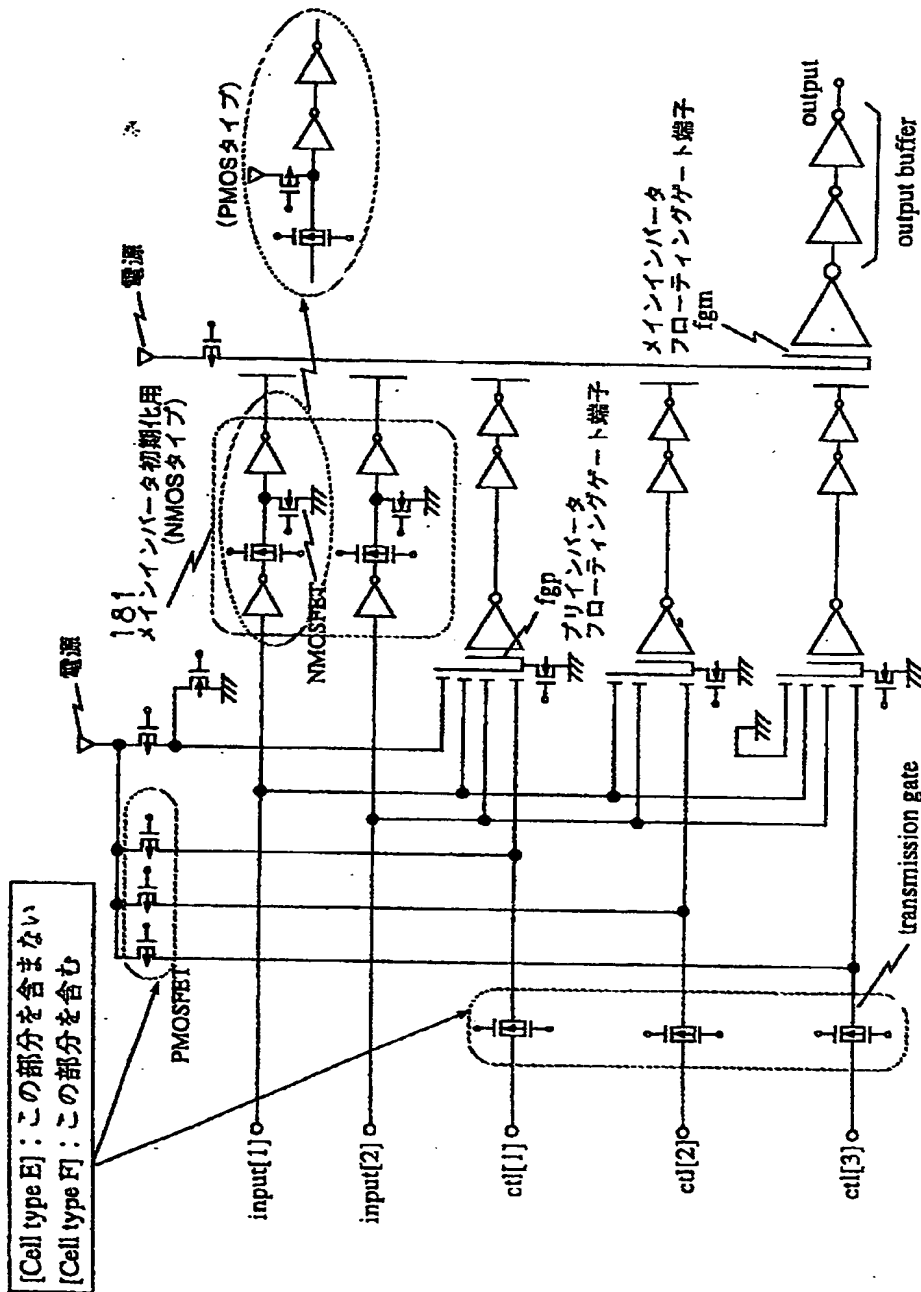 [Cell type E] ; この部分を含まない
[Cell type F] ; この部分を含む
PMOSFET
電源
181
メインインバータ初期化用
(NMOSタイプ)
NMOSFET
電源
(PMOSタイプ)
input[1]
input[2]
ctl[1]
ctl[2]
ctl[3]
transmission gate
fgp
プリインバータ
フローティングゲート端子
メインインバータ
フローティングゲート端子
fgm
output
output buffer